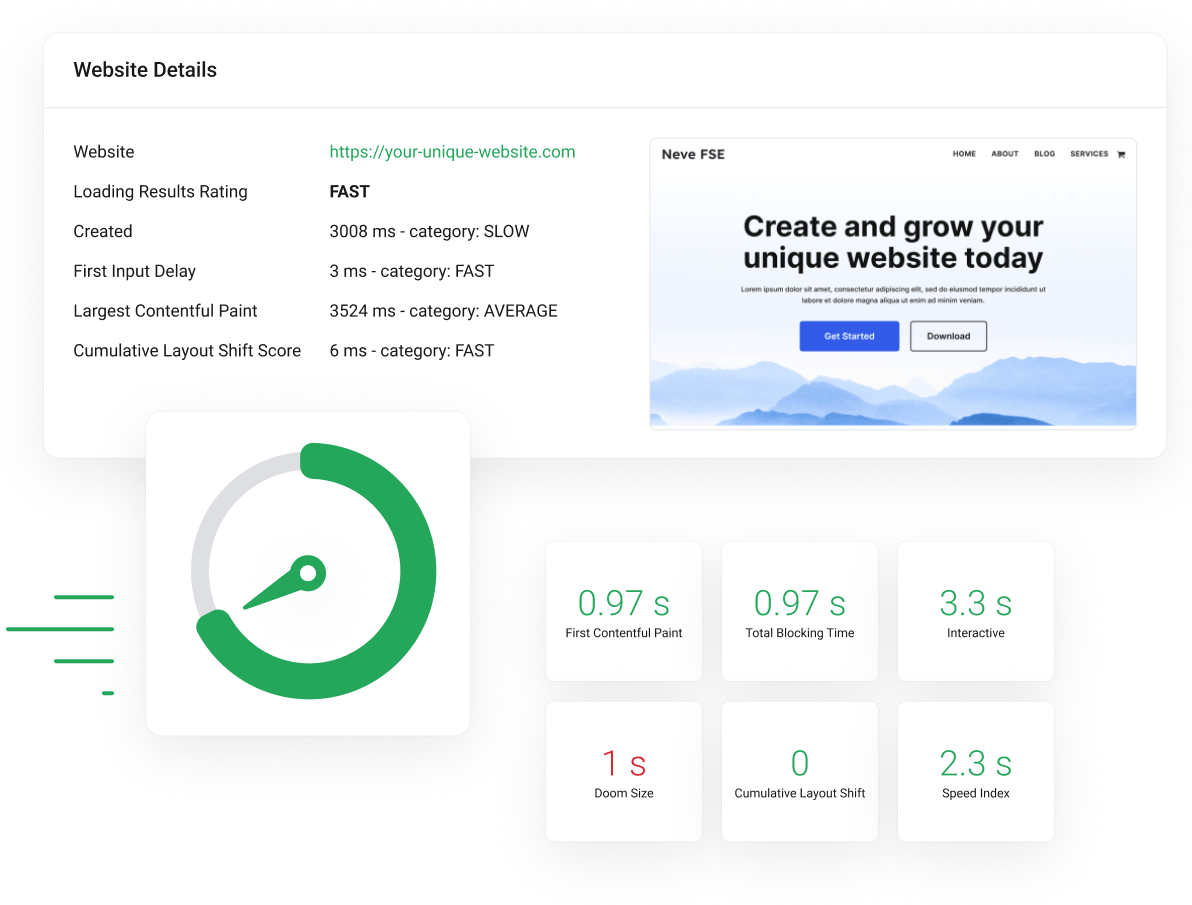 Website Details
Website https://your-unique-website.com
Loading Results Rating FAST
Created 3008 ms - category: SLOW
First Input Delay 3 ms - category: FAST
Largest Contentful Paint 3524 ms - category: AVERAGE
Cumulative Layout Shift Score 6 ms - category: FAST
Neve FSE HOME ABOUT BLOG SERVICES
Create and grow your
unique website today
Lorem ipsum dolor sit amet, consectetur adipiscing elit, sed do eiusmod tempor incididunt ut
labore et dolore magna aliqua ut enim ad minim veniam.
Get Started Download
0.97 s 0.97 s 3.3 s
First Contentful Paint Total Blocking Time Interactive
1 s 0 2.3 s
Doom Size Cumulative Layout Shift Speed Index